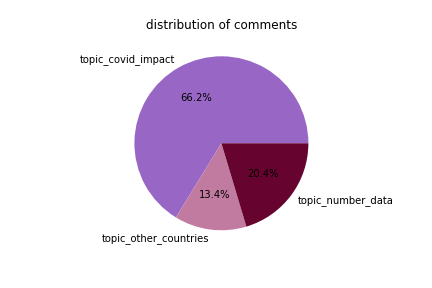 distribution of comments
topic_covid_impact
66.2%
20.4%
13.4%
topic_number_data
topic_other_countries